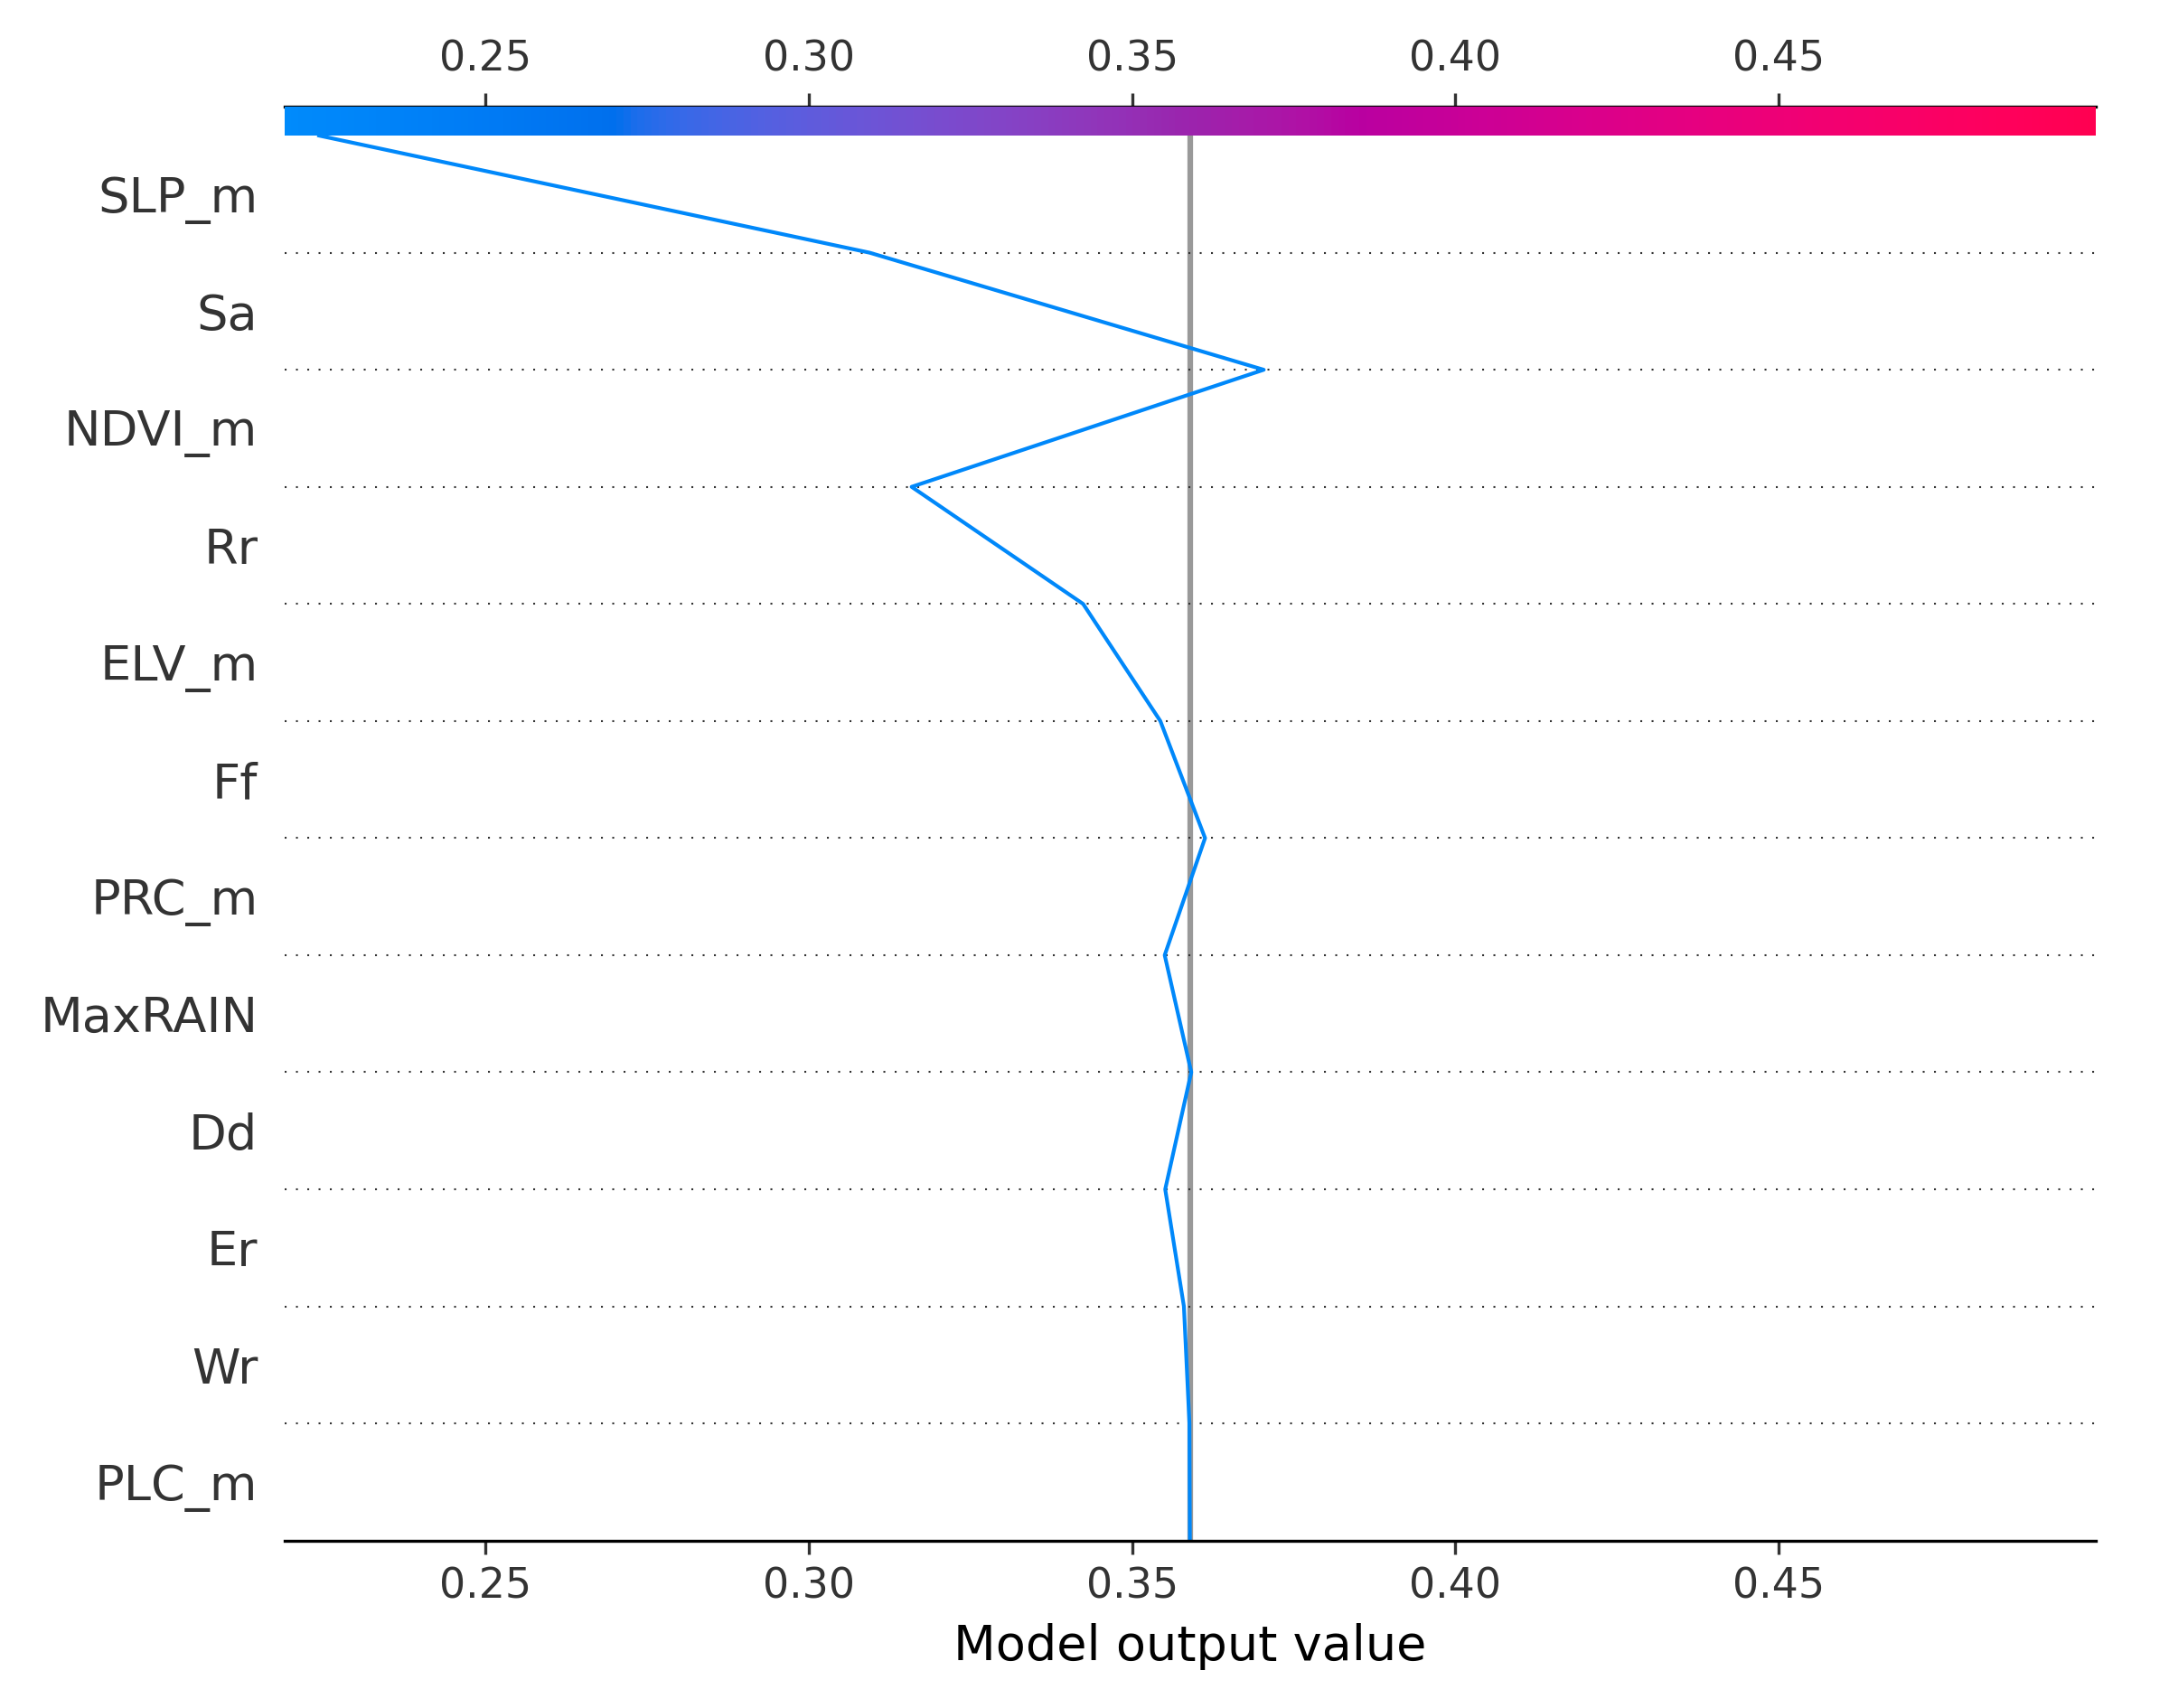 0.25 0.30 0.35 0.40 0.45
SLP_m
Sa
NDVI_m
Rr
ELV_m
Ff
PRC_m
MaxRAIN
Dd
Er
Wr
PLC_m
0.25 0.30 0.35 0.40 0.45
Model output value